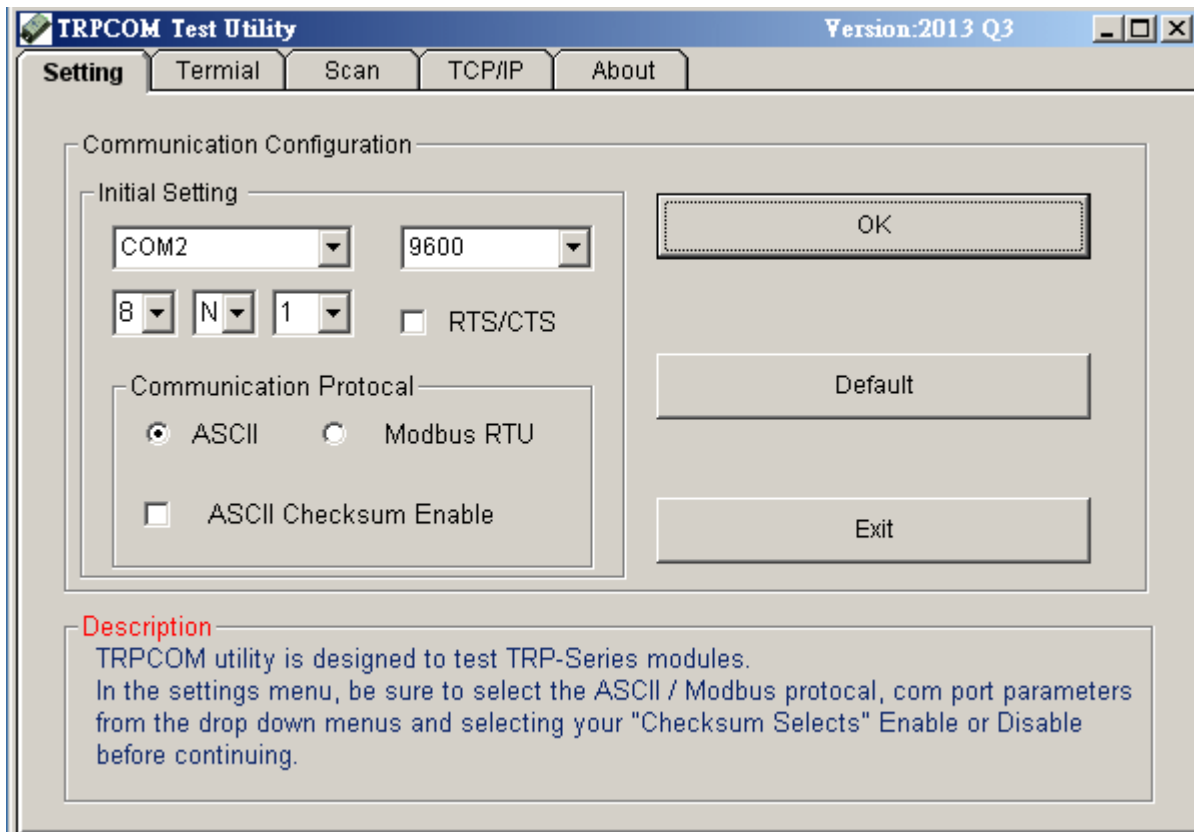 TRPCOM Test Utility Version:2013 Q3
Setting Termial Scan TCP/IP About
Communication Configuration
Initial Setting
COM2 9600
OK
8 N 1 RTS/CTS
Communication Protocal
Default
ASCII Modbus RTU
ASCII Checksum Enable
Exit
Description
TRPCOM utility is designed to test TRP-Series modules.
In the settings menu, be sure to select the ASCII / Modbus protocal, com port parameters
from the drop down menus and selecting your "Checksum Selects" Enable or Disable
before continuing.